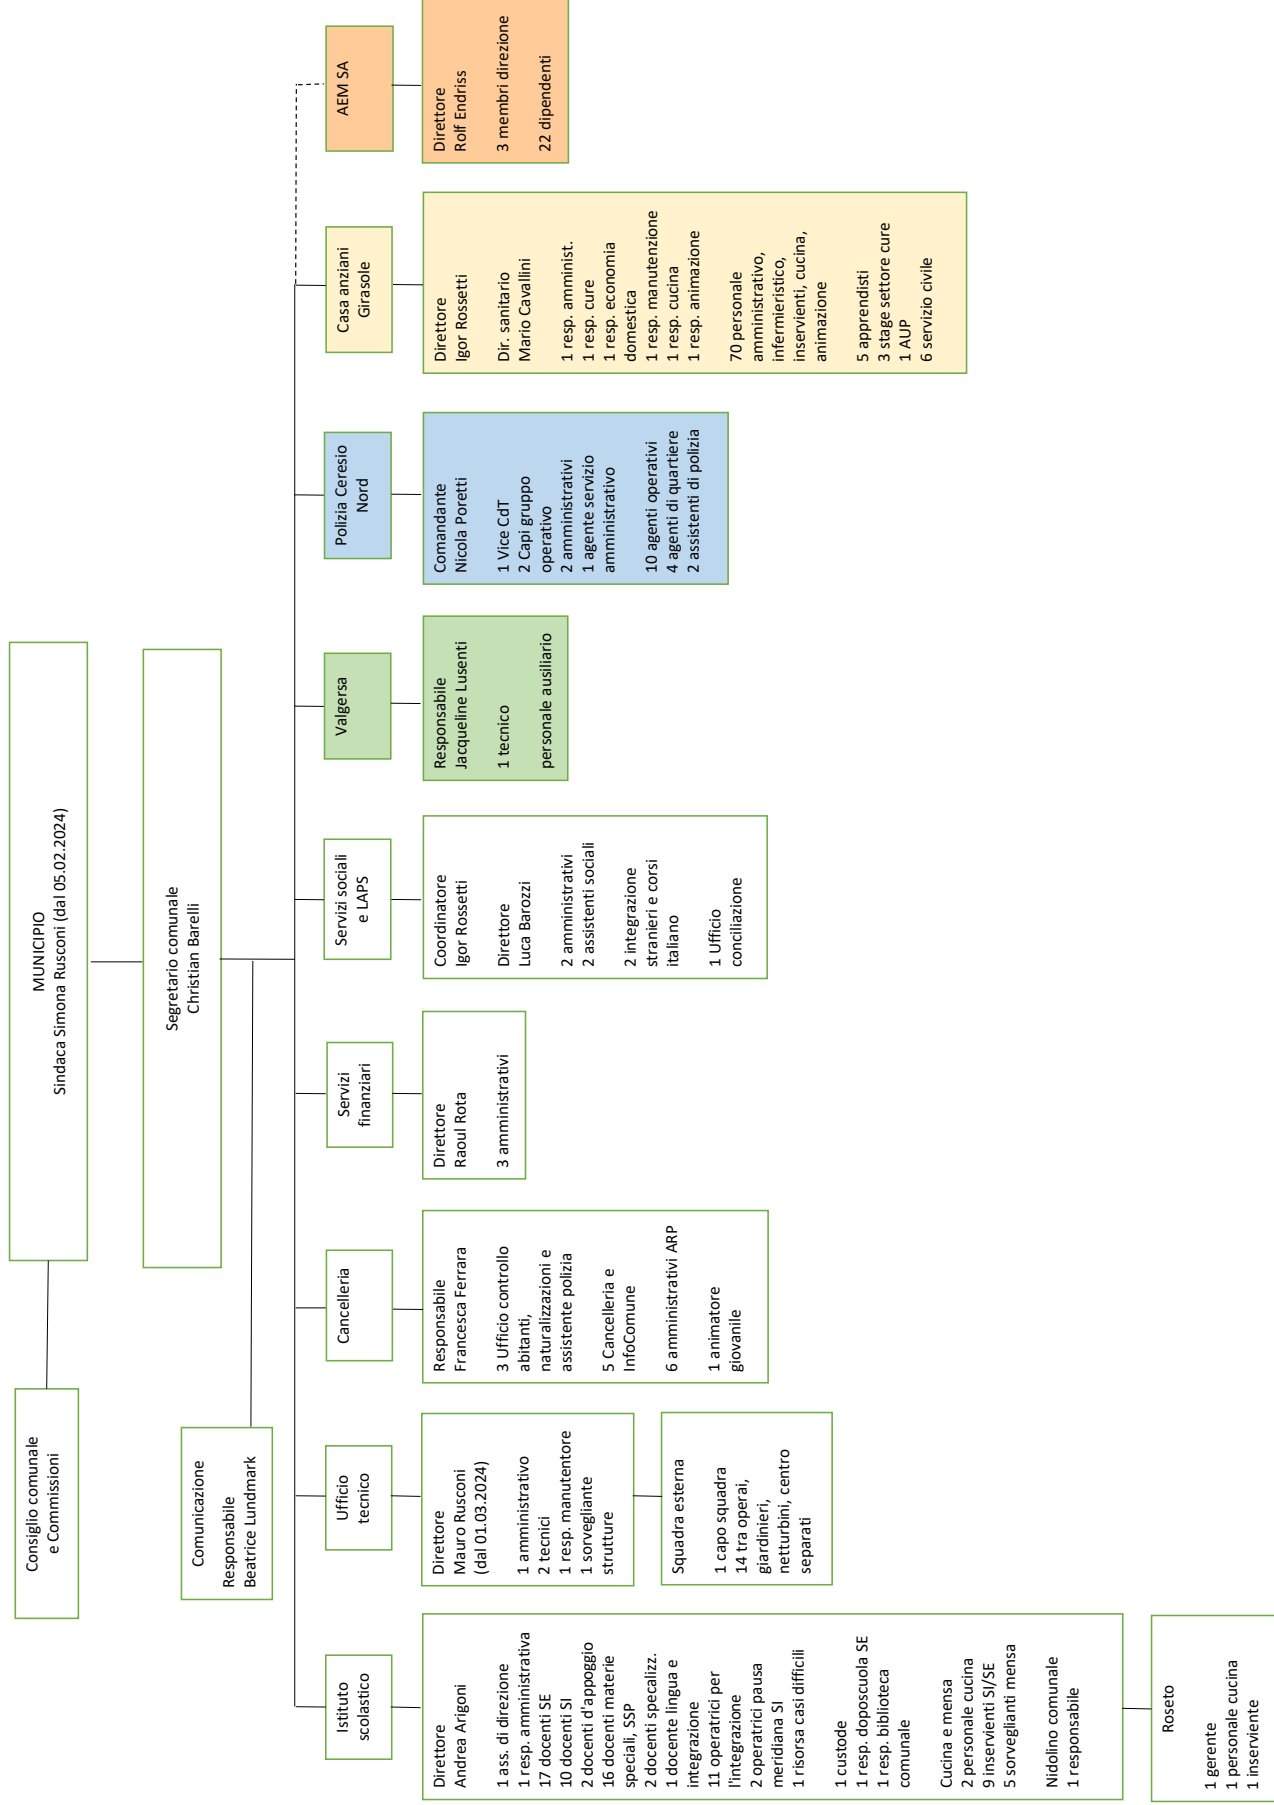 MUNICIPIO
Sindaca Simona Rusconi (dal 05.02.2024)
Consiglio comunale
e Commissioni
Segretario comunale
Christian Barelli
Comunicazione
Responsabile
Beatrice Lundmark
Istituto
scolastico
Direttore
Andrea Arigoni
1 ass. di direzione
1 resp. amministrativa
17 docenti SE
10 docenti SI
2 docenti d'appoggio
16 docenti materie
speciali, SSP
2 docenti specalizz.
1 docente lingua e
integrazione
11 operatrici per
l'integrazione
2 operatrici pausa
meridiana SI
1 risorsa casi difficili
1 custode
1 resp. doposcuola SE
1 resp. biblioteca
comunale
Cucina e mensa
2 personale cucina
9 inservienti SI/SE
5 sorveglianti mensa
Nidolino comunale
1 responsabile
Roseto
1 gerente
1 personale cucina
1 inserviente
Ufficio
tecnico
Direttore
Mauro Rusconi
(dal 01.03.2024)
1 amministrativo
2 tecnici
1 resp. manutentore
1 sorvegliante
strutture
Squadra esterna
1 capo squadra
14 tra operai,
giardinieri,
netturbini, centro
separati
Cancelleria
Responsabile
Francesca Ferrara
3 Ufficio controllo
abitanti,
naturalizzazioni e
assistente polizia
5 Cancelleria e
InfoComune
6 amministrativi ARP
1 animatore
giovanile
Servizi
finanziari
Direttore
Raoul Rota
3 amministrativi
Servizi sociali
e LAPS
Coordinatore
Igor Rossetti
Direttore
Luca Barozzi
2 amministrativi
2 assistenti sociali
2 integrazione
stranieri e corsi
italiano
1 Ufficio
conciliazione
Valgersa
Responsabile
Jacqueline Lusenti
1 tecnico
personale ausiliario
Polizia Ceresio
Nord
Comandante
Nicola Poretti
1 Vice CdT
2 Capi gruppo
operativo
2 amministrativi
1 agente servizio
amministrativo
10 agenti operativi
4 agenti di quartiere
2 assistenti di polizia
Casa anziani
Girasole
Direttore
Igor Rossetti
Dir. sanitario
Mario Cavallini
1 resp. amminist.
1 resp. cure
1 resp. economia
domestica
1 resp. manutenzione
1 resp. cucina
1 resp. animazione
70 personale
amministrativo,
infermieristico,
inservienti, cucina,
animazione
5 apprendisti
3 stage settore cure
1 AUP
6 servizio civile
AEM SA
Direttore
Rolf Endriss
3 membri direzione
22 dipendenti